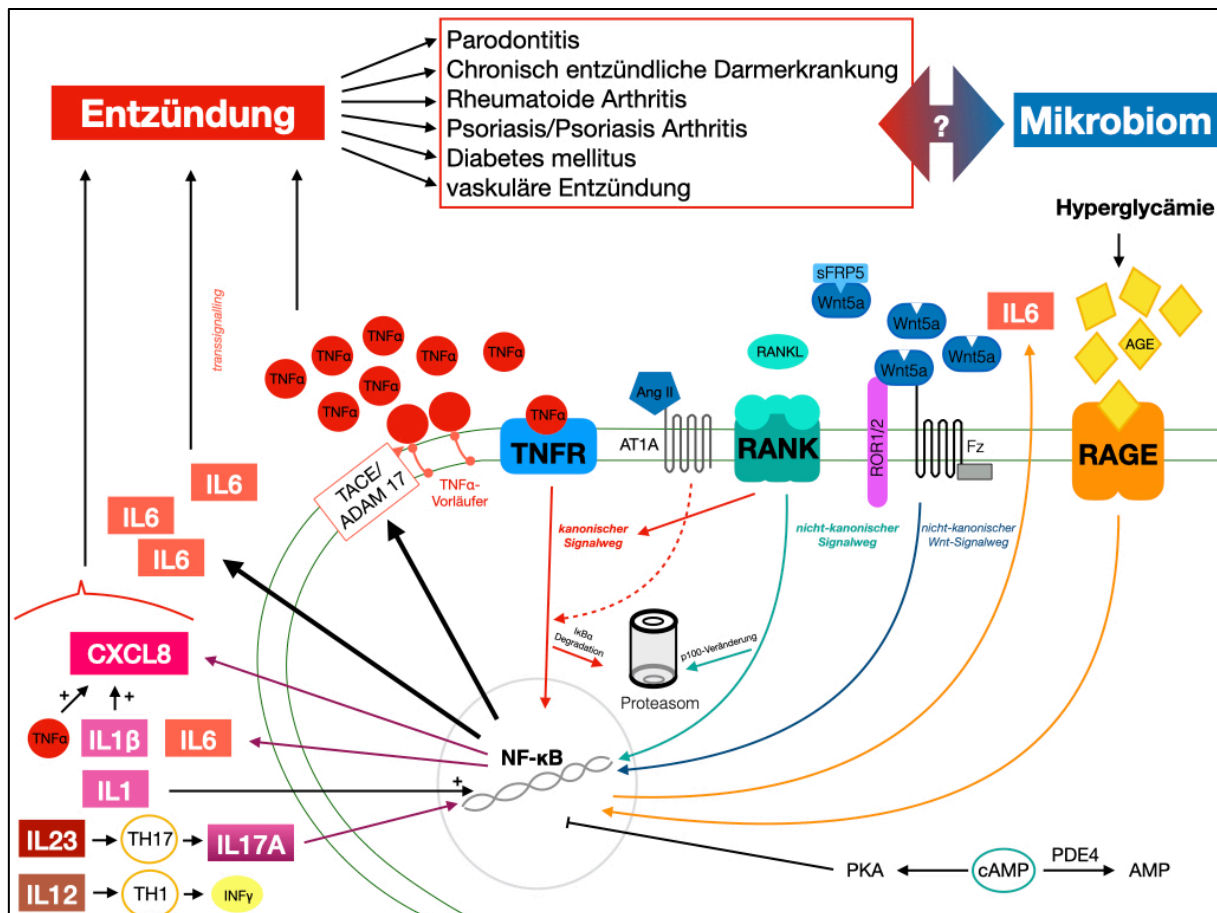 Entzündung
Parodontitis
Chronisch entzündliche Darmerkrankung
Rheumatoide Arthritis
Psoriasis/Psoriasis Arthritis
Diabetes mellitus
vaskuläre Entzündung
?
Mikrobiom
Hyperglycämie
transsignalling
sFRP5
Wnt5a
Wnt5a
Wnt5a
Wnt5a
IL6
AGE
TNFα
TNFα
TNFα
TNFα
TNFα
TNFα
TNFα
RANKL
Ang II
TNFα
TNFR
AT1A
RANK
ROR1/2
Fz
RAGE
TACE/
ADAM 17
TNFα-
Vorläufer
IL6
IL6
IL6
kanonischer
Signalweg
nicht-kanonischer
Signalweg
nicht-kanonischer
Wnt-Signalweg
IκBα
Degradation
p100-Veränderung
Proteasom
CXCL8
+
+
TNFα
IL1β
IL6
NF-κB
IL1
+
IL23
TH17
IL17A
IL12
TH1
INFγ
PKA
cAMP
PDE4
AMP